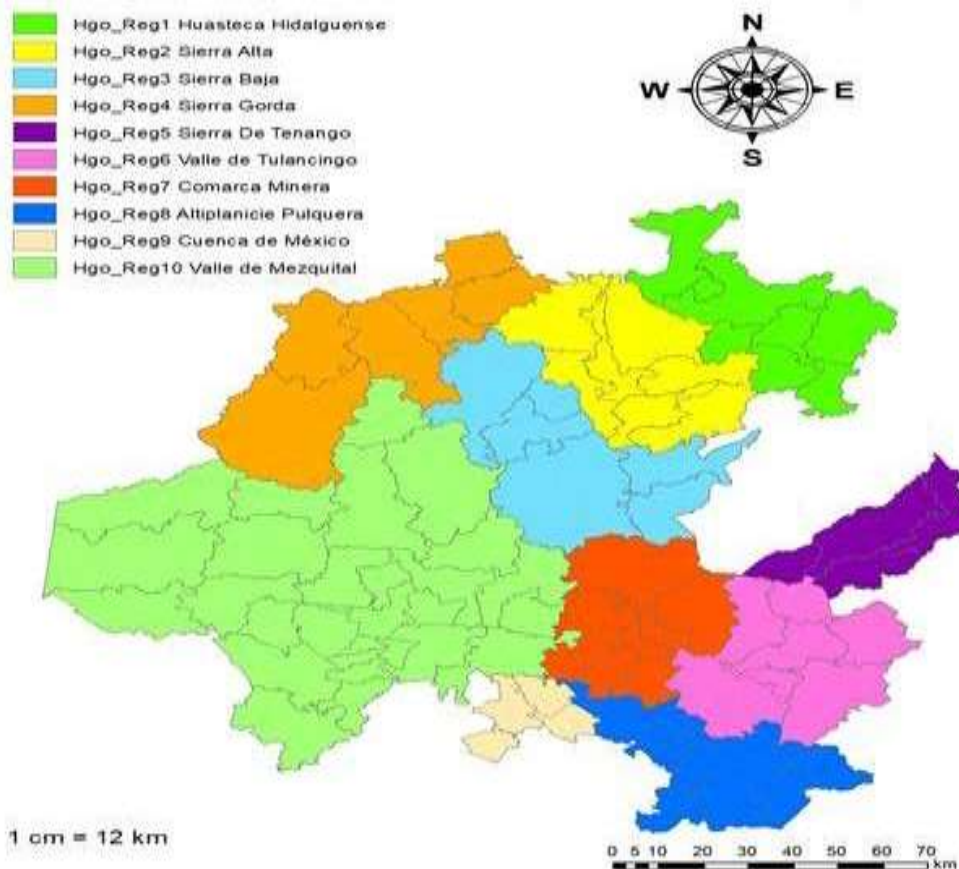 Hgo_Reg1 Huasteca Hidalguense
Hgo_Reg2 Sierra Alta
Hgo_Reg3 Sierra Baja
Hgo_Reg4 Sierra Gorda
Hgo_Reg5 Sierra De Tenango
Hgo_Reg6 Valle de Tulancingo
Hgo_Reg7 Comarca Minera
Hgo_Reg8 Altiplanicie Pulquera
Hgo_Reg9 Cuenca de México
Hgo_Reg10 Valle de Mezquital
N
W E
S
1 cm = 12 km
0 5 10 20 30 40 50 60 70
km